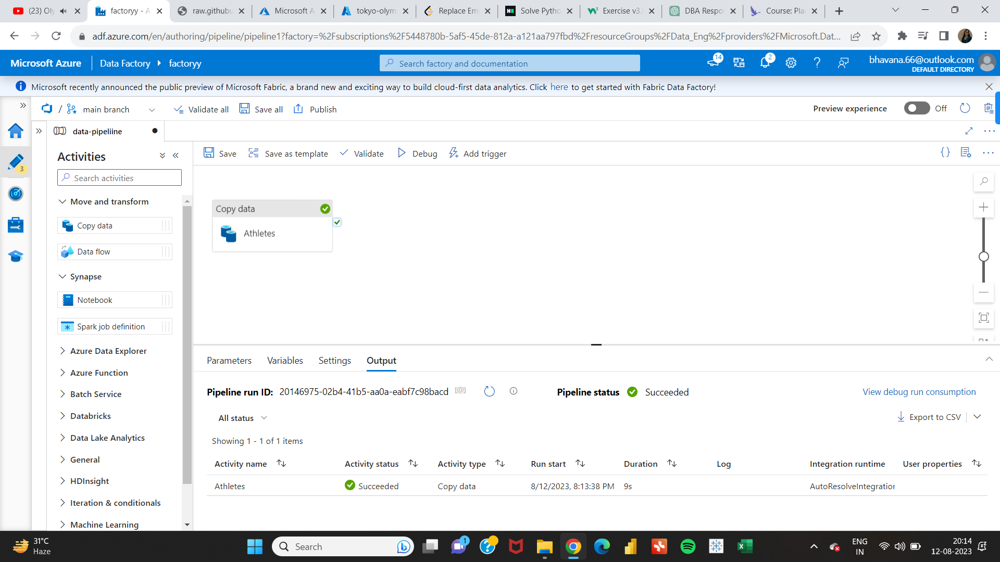 (23) Oly
factoryy - A
raw.githubu
Microsoft A
tokyo-olym
Replace Em
Solve Pytho
Exercise v3.
DBA Respo
Course: Pla
adf.azure.com/en/authoring/pipeline/pipeline1?factory=%2Fsubscriptions%2F5448780b-5af5-45de-812a-a121aa797fbd%2FresourceGroups%2FData_Eng%2Fproviders%2FMicrosoft.Dat...
Microsoft Azure
Data Factory
factoryy
Search factory and documentation
14
2
bhavana.66@outlook.com
DEFAULT DIRECTORY
Microsoft recently announced the public preview of Microsoft Fabric, a brand new and exciting way to build cloud-first data analytics. Click here to get started with Fabric Data Factory!
/ main branch
Validate all
Save all
Publish
Preview experience
Off
data-pipeliine
Activities
Save
Save as template
Validate
Debug
Add trigger
3
Search activities
Move and transform
Copy data
Data flow
Synapse
Notebook
Spark job definition
Azure Data Explorer
Azure Function
Batch Service
Databricks
Data Lake Analytics
General
HDInsight
Iteration & conditionals
Machine Learning
Copy data
Athletes
Parameters
Variables
Settings
Output
Pipeline run ID: 20146975-02b4-41b5-aa0a-eabf7c98bacd
Pipeline status
Succeeded
View debug run consumption
All status
Export to CSV
Showing 1 - 1 of 1 items
Activity name
Activity status
Activity type
Run start
Duration
Log
Integration runtime
User properties
Athletes
Succeeded
Copy data
8/12/2023, 8:13:38 PM
9s
AutoResolveIntegration
31°C
Haze
Search
1
ENG
IN
20:14
12-08-2023